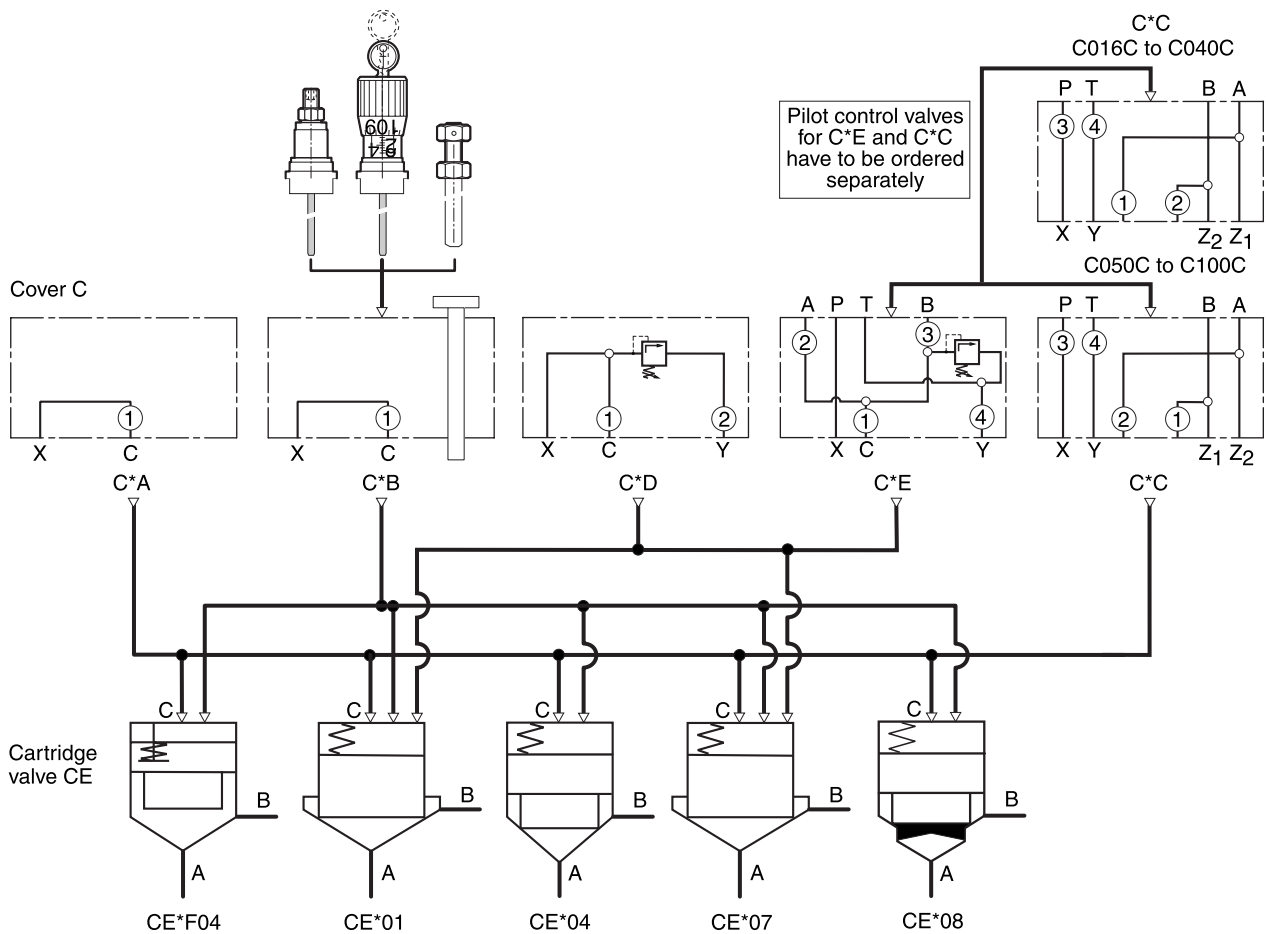 C*C
C016C to C040C
P T B A
3 4
1 2
X Y Z2 Z1
Pilot control valves
for C*E and C*C
have to be ordered
separately
C050C to C100C
Cover C
1
X C
1
X C
1 2
X C Y
A P T B
2 3
1 4
X C Y
P T B A
3 4
2 1
X Y Z1 Z2
C*A C*B C*D C*E C*C
C C C C C
Cartridge
valve CE
B B B B B
A A A A A
CE*F04 CE*01 CE*04 CE*07 CE*08